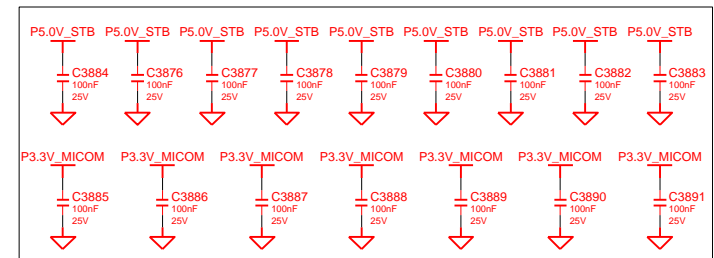 P5.0V_STB P5.0V_STB P5.0V_STB P5.0V_STB P5.0V_STB P5.0V_STB P5.0V_STB P5.0V_STB P5.0V_STB
C3884 C3876 C3877 C3878 C3879 C3880 C3881 C3882 C3883
100nF 100nF 100nF 100nF 100nF 100nF 100nF 100nF 100nF
25V 25V 25V 25V 25V 25V 25V 25V 25V
P3.3V_MICOM P3.3V_MICOM P3.3V_MICOM P3.3V_MICOM P3.3V_MICOM P3.3V_MICOM P3.3V_MICOM
C3885 C3886 C3887 C3888 C3889 C3890 C3891
100nF 100nF 100nF 100nF 100nF 100nF 100nF
25V 25V 25V 25V 25V 25V 25V